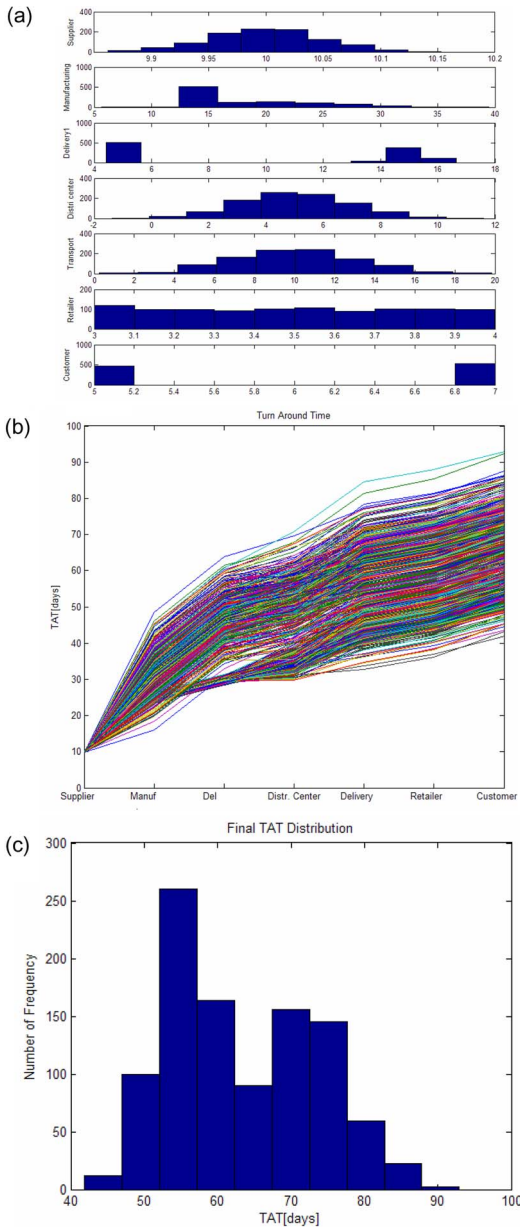 (a)
Supplier
400
200
0
9.9 9.95 10 10.05 10.1 10.15 10.2
Manufacturing
1000
500
0
5 10 15 20 25 30 35 40
Delivery1
1000
500
0
4 6 8 10 12 14 16 18
Distri center
400
200
0
-2 0 2 4 6 8 10 12
Transport
400
200
0
0 2 4 6 8 10 12 14 16 18 20
Retailer
200
100
0
3 3.1 3.2 3.3 3.4 3.5 3.6 3.7 3.8 3.9 4
Customer
1000
500
0
5 5.2 5.4 5.6 5.8 6 6.2 6.4 6.6 6.8 7
(b)
Turn Around Time
TAT[days]
100
90
80
70
60
50
40
30
20
10
0
Supplier Manuf Del Distr. Center Delivery Retailer Customer
(c)
Final TAT Distribution
Number of Frequency
300
250
200
150
100
50
0
40 50 60 70 80 90 100
TAT[days]